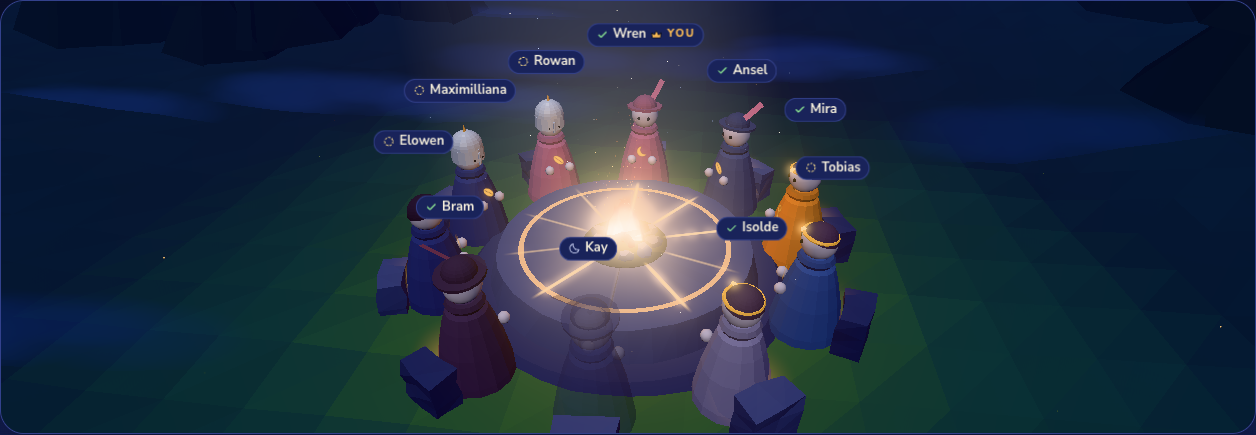 Wren YOU
Rowan
Ansel
Maximilliana
Mira
Elowen
Tobias
Bram
Isolde
Kay